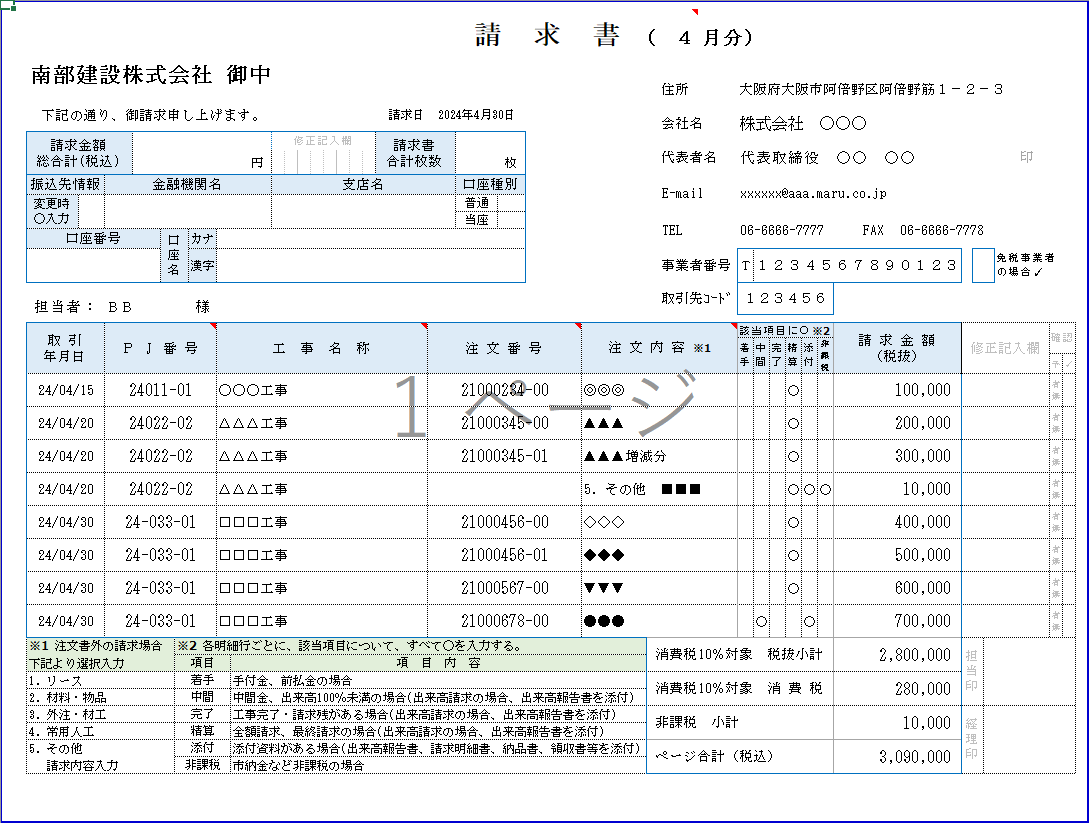 請 求 書 （ 4 月分）
南部建設株式会社 御中
下記の通り、御請求申し上げます。
請求日 2024年4月30日
請求金額
総合計(税込)
円
修正記入欄
請求書
合計枚数
枚
振込先情報 金融機関名 支店名 口座種別
変更時
○入力
普通
当座
口座番号
口座名
カナ
漢字
担当者： ＢＢ 様
住所 大阪府大阪市阿倍野区阿倍野筋１－２－３
会社名 株式会社 ○○○
代表者名 代表取締役 ○○ ○○ 印
E-mail xxxxxx@aaa.maru.co.jp
TEL 06-6666-7777 FAX 06-6666-7778
事業者番号 T 1 2 3 4 5 6 7 8 9 0 1 2 3
免税事業者
の場合✓
取引先ｺｰﾄﾞ 1 2 3 4 5 6
取 引
年月日
ＰＪ番号
工 事 名 称
注 文 番 号
注 文 内 容 ※1
該当項目に○ ※2
着手 中間 完了 精算 添付 非課税
請 求 金 額
(税抜)
修正記入欄
確認
1 ページ
24/04/15 24011-01 ○○○工事 21000234-00 ◎◎◎ ○ 100,000
24/04/20 24022-02 △△△工事 21000345-00 ▲▲▲ ○ 200,000
24/04/20 24022-02 △△△工事 21000345-01 ▲▲▲増減分 ○ 300,000
24/04/20 24022-02 △△△工事 5. その他 ■■■ ○ ○ ○ 10,000
24/04/30 24-033-01 □□□工事 21000456-00 ◇◇◇ ○ 400,000
24/04/30 24-033-01 □□□工事 21000456-01 ◆◆◆ ○ 500,000
24/04/30 24-033-01 □□□工事 21000567-00 ▼▼▼ ○ 600,000
24/04/30 24-033-01 □□□工事 21000678-00 ●●● ○ ○ 700,000
※1 注文書外の請求場合
下記より選択入力
1. リース
2. 材料・物品
3. 外注・材工
4. 常用人工
5. その他
請求内容入力
※2 各明細行ごとに、該当項目について、すべて○を入力する。
項目 項 目 内 容
着手 手付金、前払金の場合
中間 中間金、出来高100%未満の場合(出来高請求の場合、出来高報告書を添付)
完了 工事完了・請求残がある場合(出来高請求の場合、出来高報告書を添付)
精算 全額請求、最終請求の場合(出来高請求の場合、出来高報告書を添付)
添付 添付資料がある場合(出来高報告書、請求明細書、納品書、領収書等を添付)
非課税 市納金など非課税の場合
消費税10%対象 税抜小計 2,800,000
消費税10%対象 消 費 税 280,000
非課税 小計 10,000
ページ合計（税込） 3,090,000
担当印
経理印